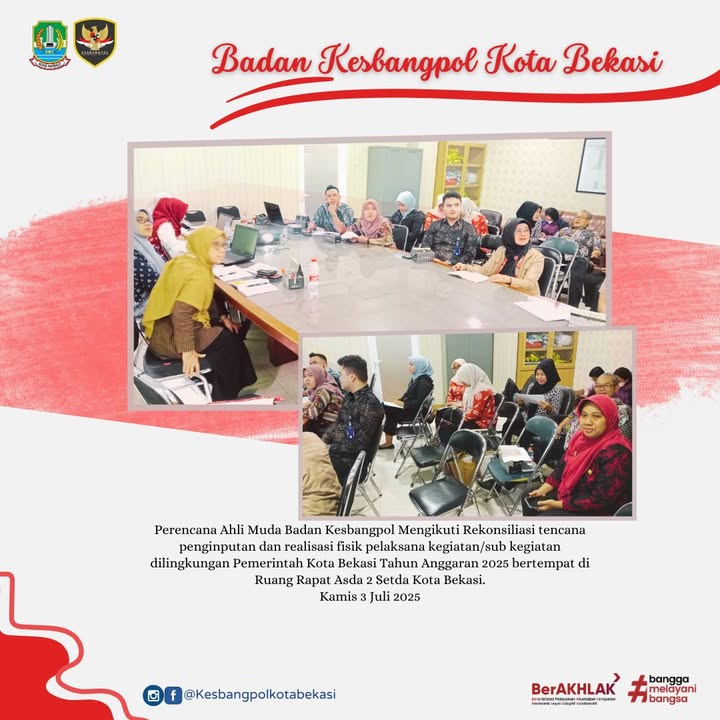 Badan Kesbangpol Kota Bekasi
Perencana Ahli Muda Badan Kesbangpol Mengikuti Rekonsiliasi tencana
penginputan dan realisasi fisik pelaksana kegiatan/sub kegiatan
dilingkungan Pemerintah Kota Bekasi Tahun Anggaran 2025 bertempat di
Ruang Rapat Asda 2 Setda Kota Bekasi.
Kamis 3 Juli 2025
@Kesbangpolkotabekasi
BerAKHLAK
#bangga
melayani
bangsa